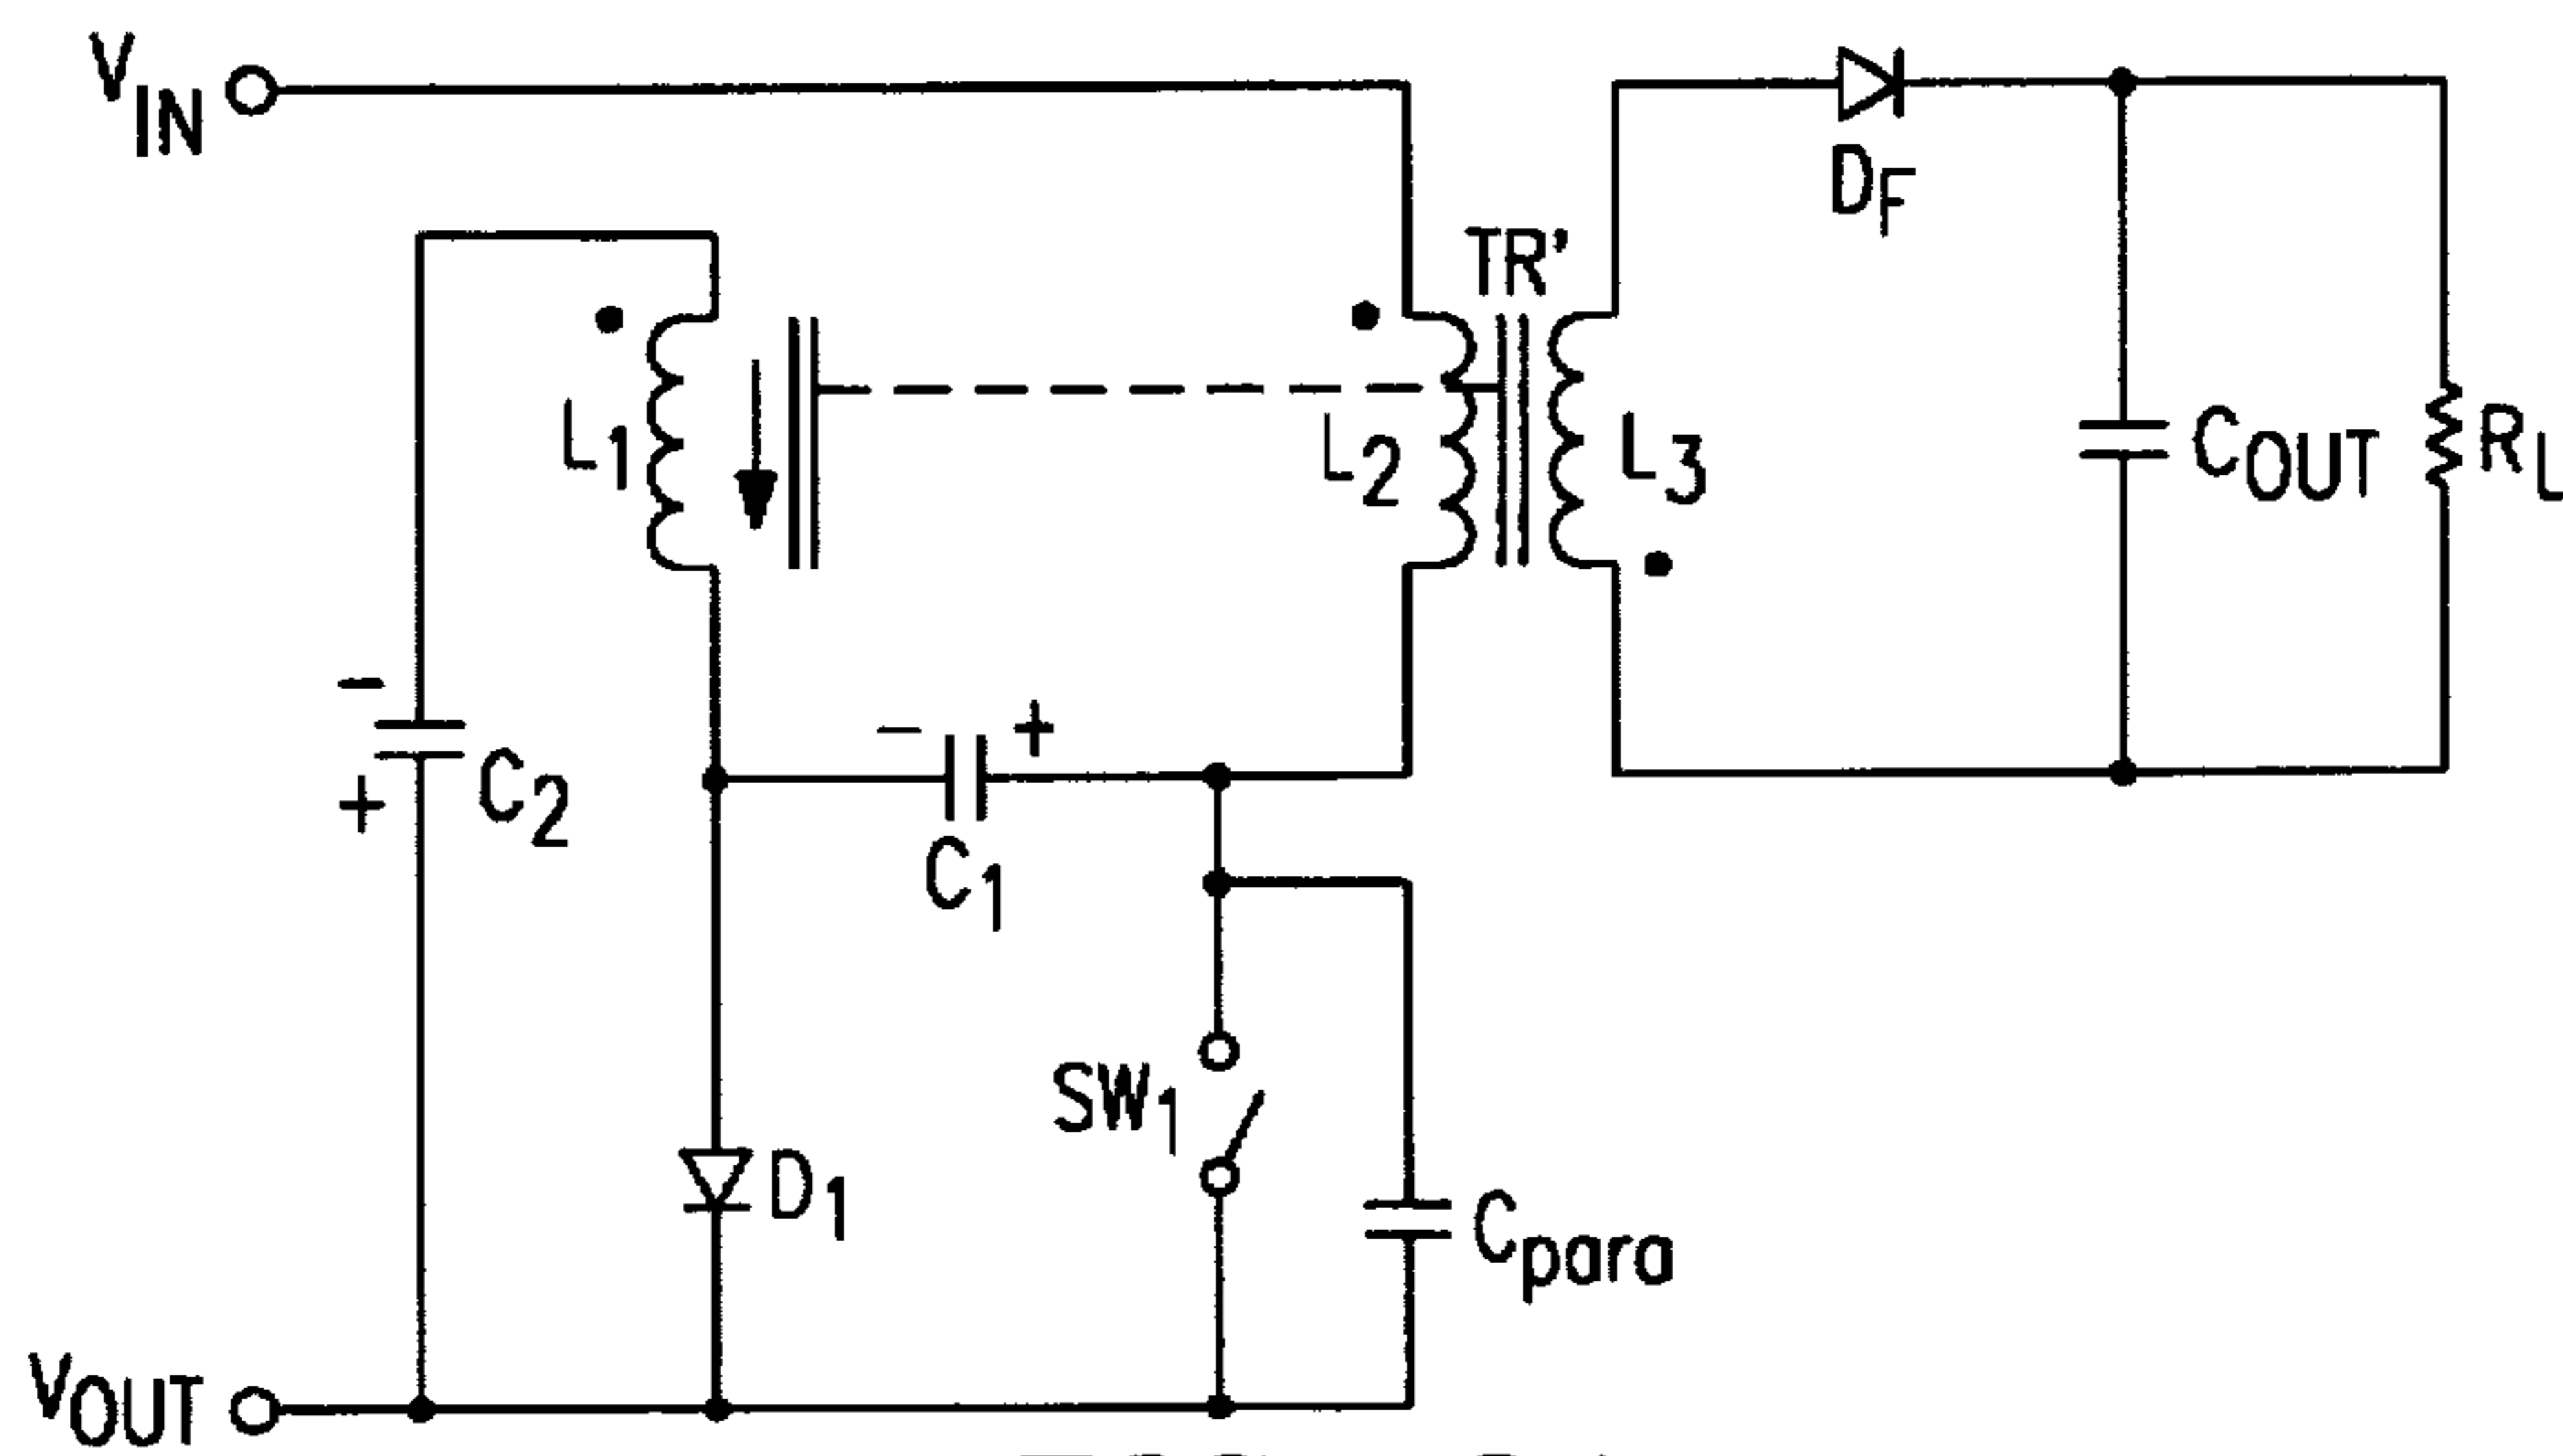 VIN
DF
TR'
L1
L2
L3
COUT
RL
-
+
C2
- +
C1
SW1
D1
Cpara
VOUT